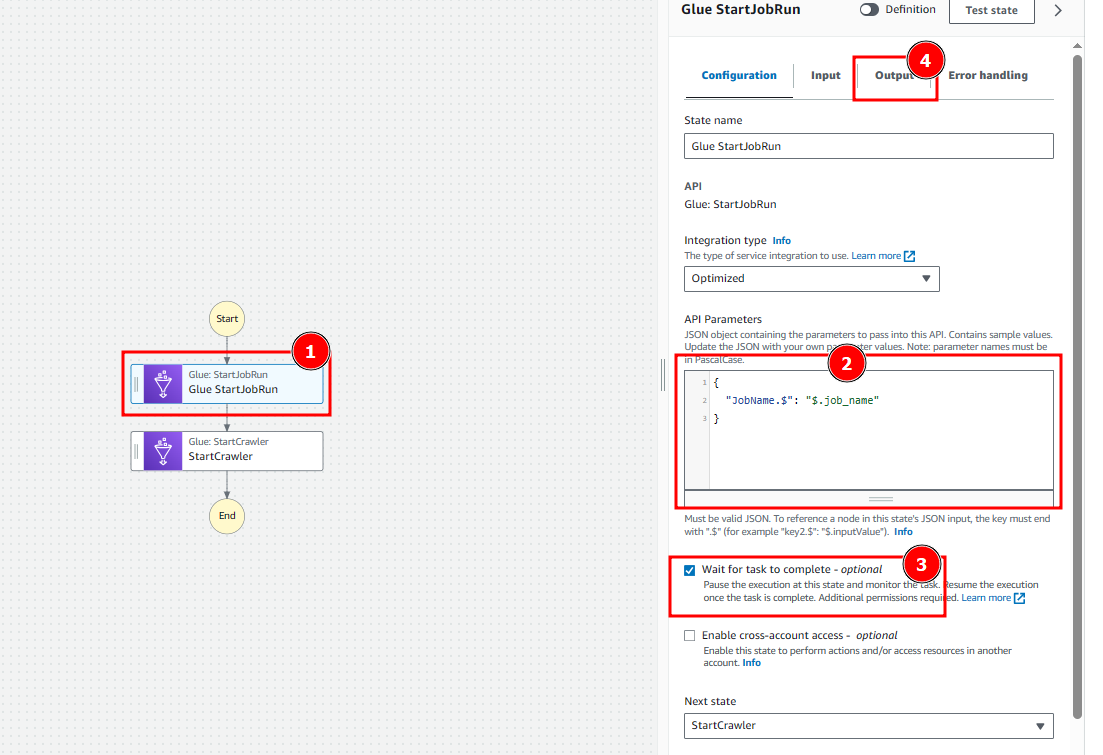 Start
1
Glue: StartJobRun
Glue StartJobRun
Glue: StartCrawler
StartCrawler
End
Glue StartJobRun
Definition
Test state
Configuration
Input
Output
4
Error handling
State name
Glue StartJobRun
API
Glue: StartJobRun
Integration type Info
The type of service integration to use. Learn more
Optimized
API Parameters
JSON object containing the parameters to pass into this API. Contains sample values.
Update the JSON with your own parameter values. Note: parameter names must be
in PascalCase.
2
1 {
2 "JobName.$": "$.job_name"
3 }
Must be valid JSON. To reference a node in this state's JSON input, the key must end
with ".$" (for example "key2.$": "$.inputValue"). Info
Wait for task to complete - optional
3
Pause the execution at this state and monitor the task. Resume the execution
once the task is complete. Additional permissions required. Learn more
Enable cross-account access - optional
Enable this state to perform actions and/or access resources in another
account. Info
Next state
StartCrawler